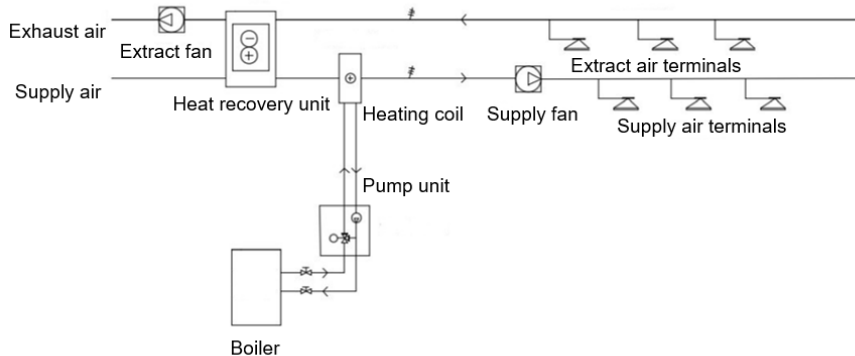 Exhaust air
Extract fan
Extract air terminals
Supply air
Heat recovery unit
Heating coil
Supply fan
Supply air terminals
Pump unit
Boiler